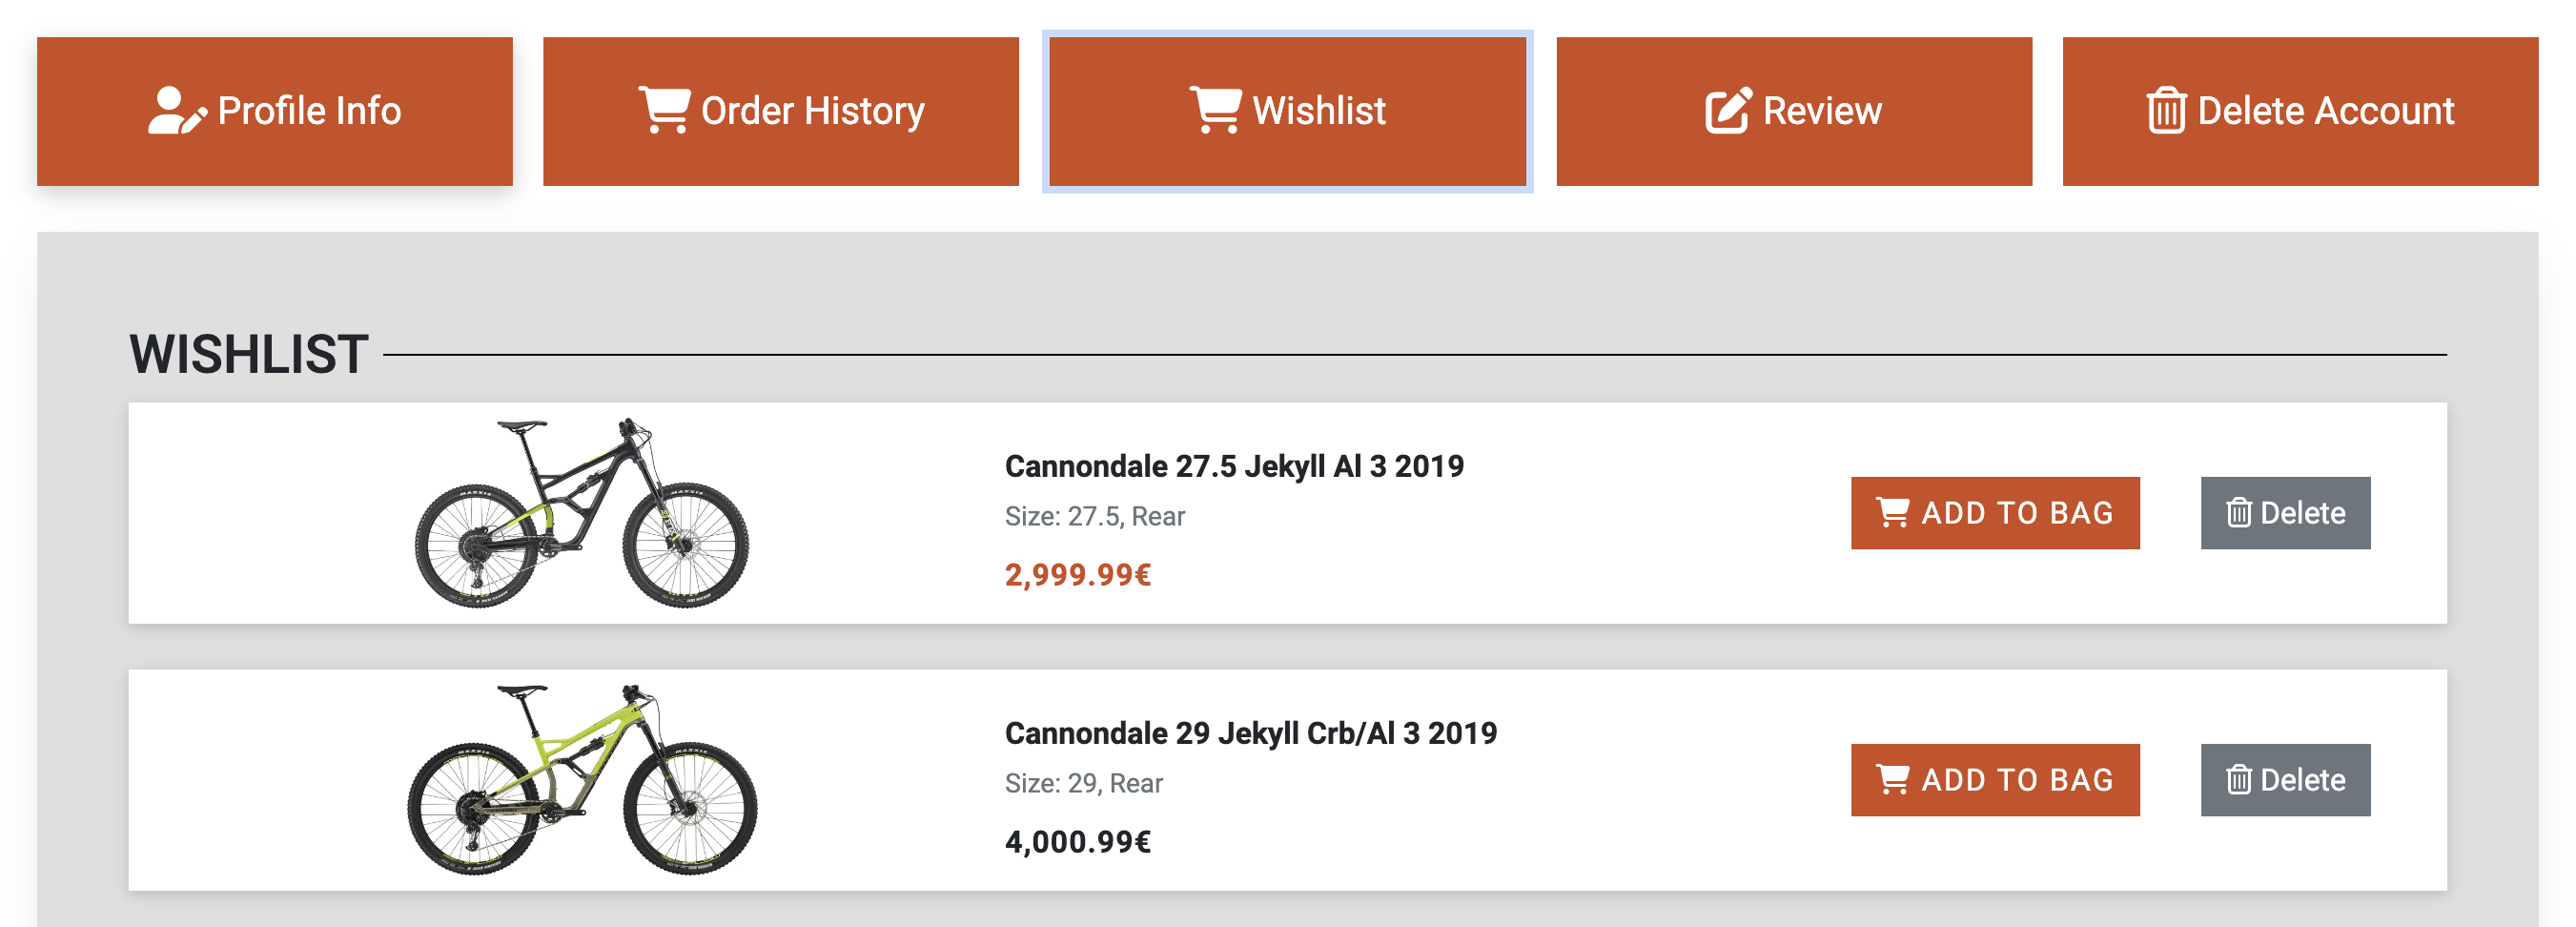 Profile Info
Order History
Wishlist
Review
Delete Account
WISHLIST
MAXXIS
Cannondale 27.5 Jekyll Al 3 2019
Size: 27.5, Rear
2,999.99€
ADD TO BAG
Delete
MAXXIS
Cannondale 29 Jekyll Crb/Al 3 2019
Size: 29, Rear
4,000.99€
ADD TO BAG
Delete